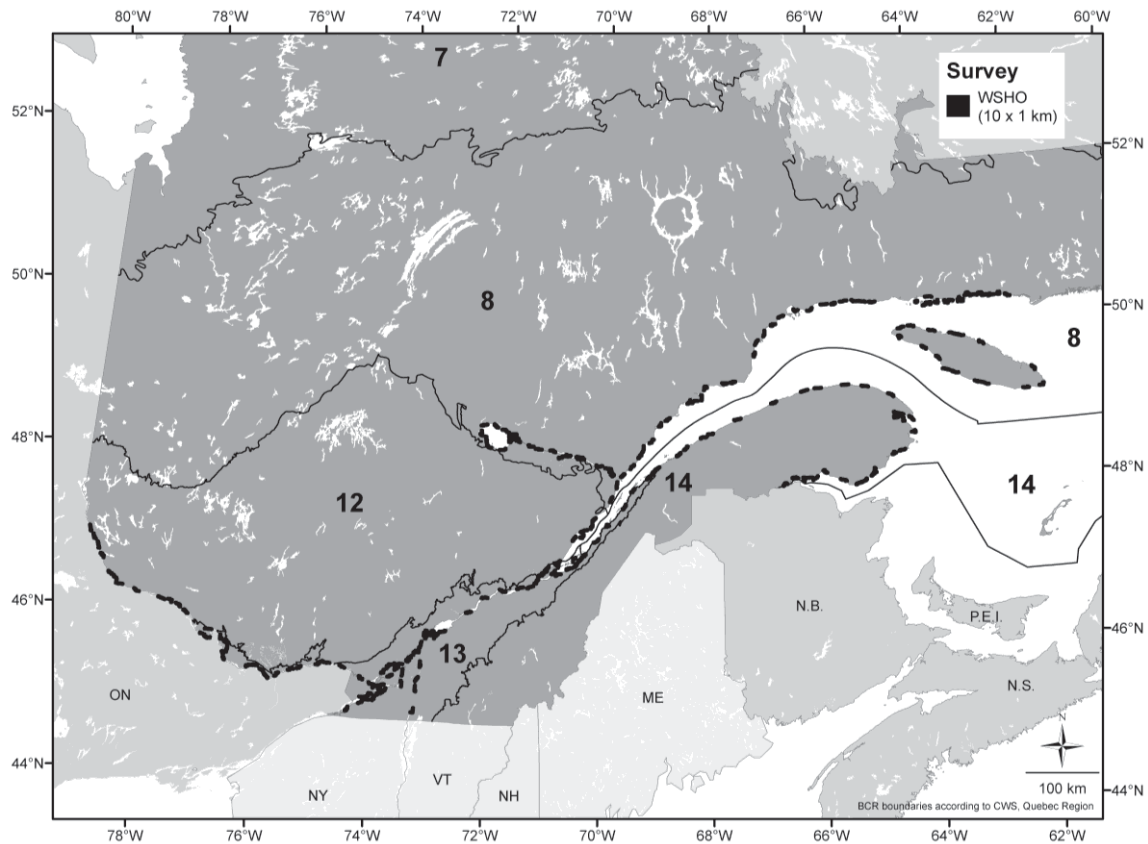 80°W 78°W 76°W 74°W 72°W 70°W 68°W 66°W 64°W 62°W 60°W
7
Survey
WSHO
(10 x 1 km)
52°N
52°N
50°N
8
50°N
8
48°N
48°N
12
14
14
46°N
N.B.
P.E.I.
46°N
13
ON
ME
N.S.
N
44°N
NY
VT
NH
100 km
BCR boundaries according to CWS, Quebec Region
44°N
78°W 76°W 74°W 72°W 70°W 68°W 66°W 64°W 62°W